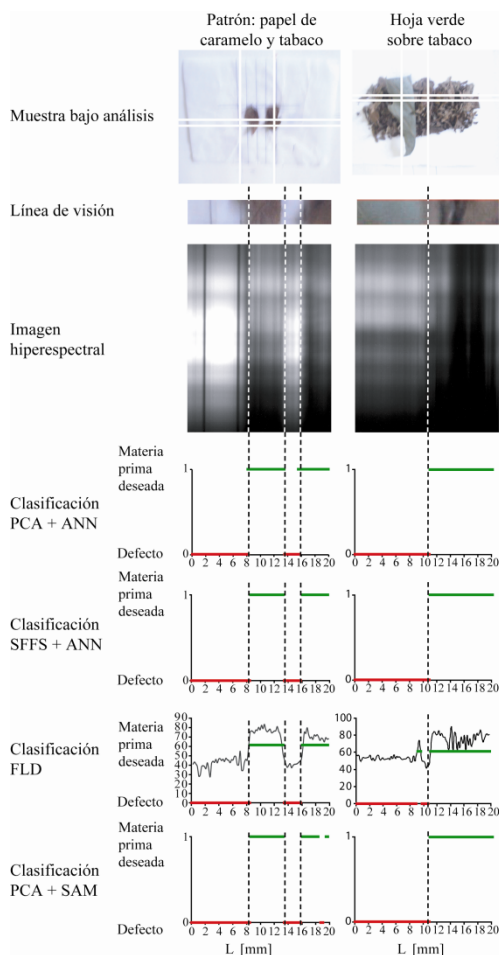 Patrón: papel de
caramelo y tabaco
Hoja verde
sobre tabaco
Muestra bajo análisis
Línea de visión
Imagen
hiperespectral
Clasificación
PCA + ANN
Materia
prima
deseada
Defecto
1
0
0 2 4 6 8 10 12 14 16 18 20
1
0
0 2 4 6 8 10 12 14 16 18 20
Clasificación
SFFS + ANN
Materia
prima
deseada
Defecto
1
0
0 2 4 6 8 10 12 14 16 18 20
1
0
0 2 4 6 8 10 12 14 16 18 20
Clasificación
FLD
Materia
prima
deseada
Defecto
90
80
70
60
50
40
30
20
10
0
0 2 4 6 8 10 12 14 16 18 20
100
80
60
40
20
0
0 2 4 6 8 10 12 14 16 18 20
Clasificación
PCA + SAM
Materia
prima
deseada
Defecto
1
0
0 2 4 6 8 10 12 14 16 18 20
L [mm]
1
0
0 2 4 6 8 10 12 14 16 18 20
L [mm]